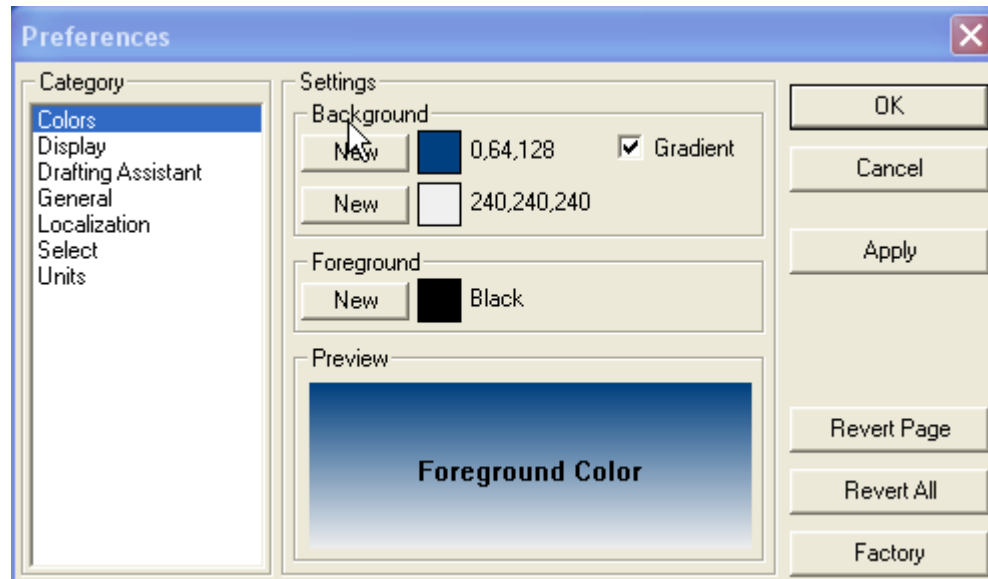 Preferences
Category
Colors
Display
Drafting Assistant
General
Localization
Select
Units
Settings
Background
New 0,64,128 Gradient
New 240,240,240
Foreground
New Black
Preview
Foreground Color
OK
Cancel
Apply
Revert Page
Revert All
Factory